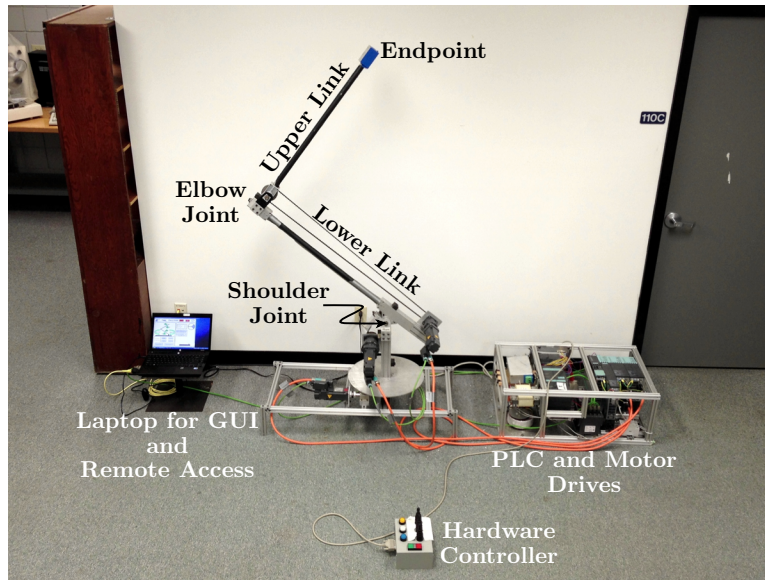 Endpoint
Upper Link
110C
Elbow
Joint
Lower Link
Shoulder
Joint
Laptop for GUI
and
Remote Access
PLC and Motor
Drives
Hardware
Controller